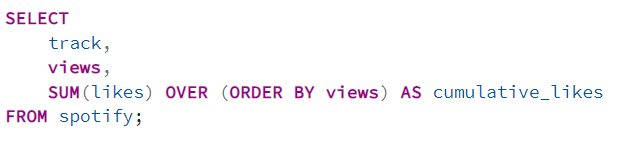 SELECT
    track,
    views,
    SUM(likes) OVER (ORDER BY views) AS cumulative_likes
FROM spotify;